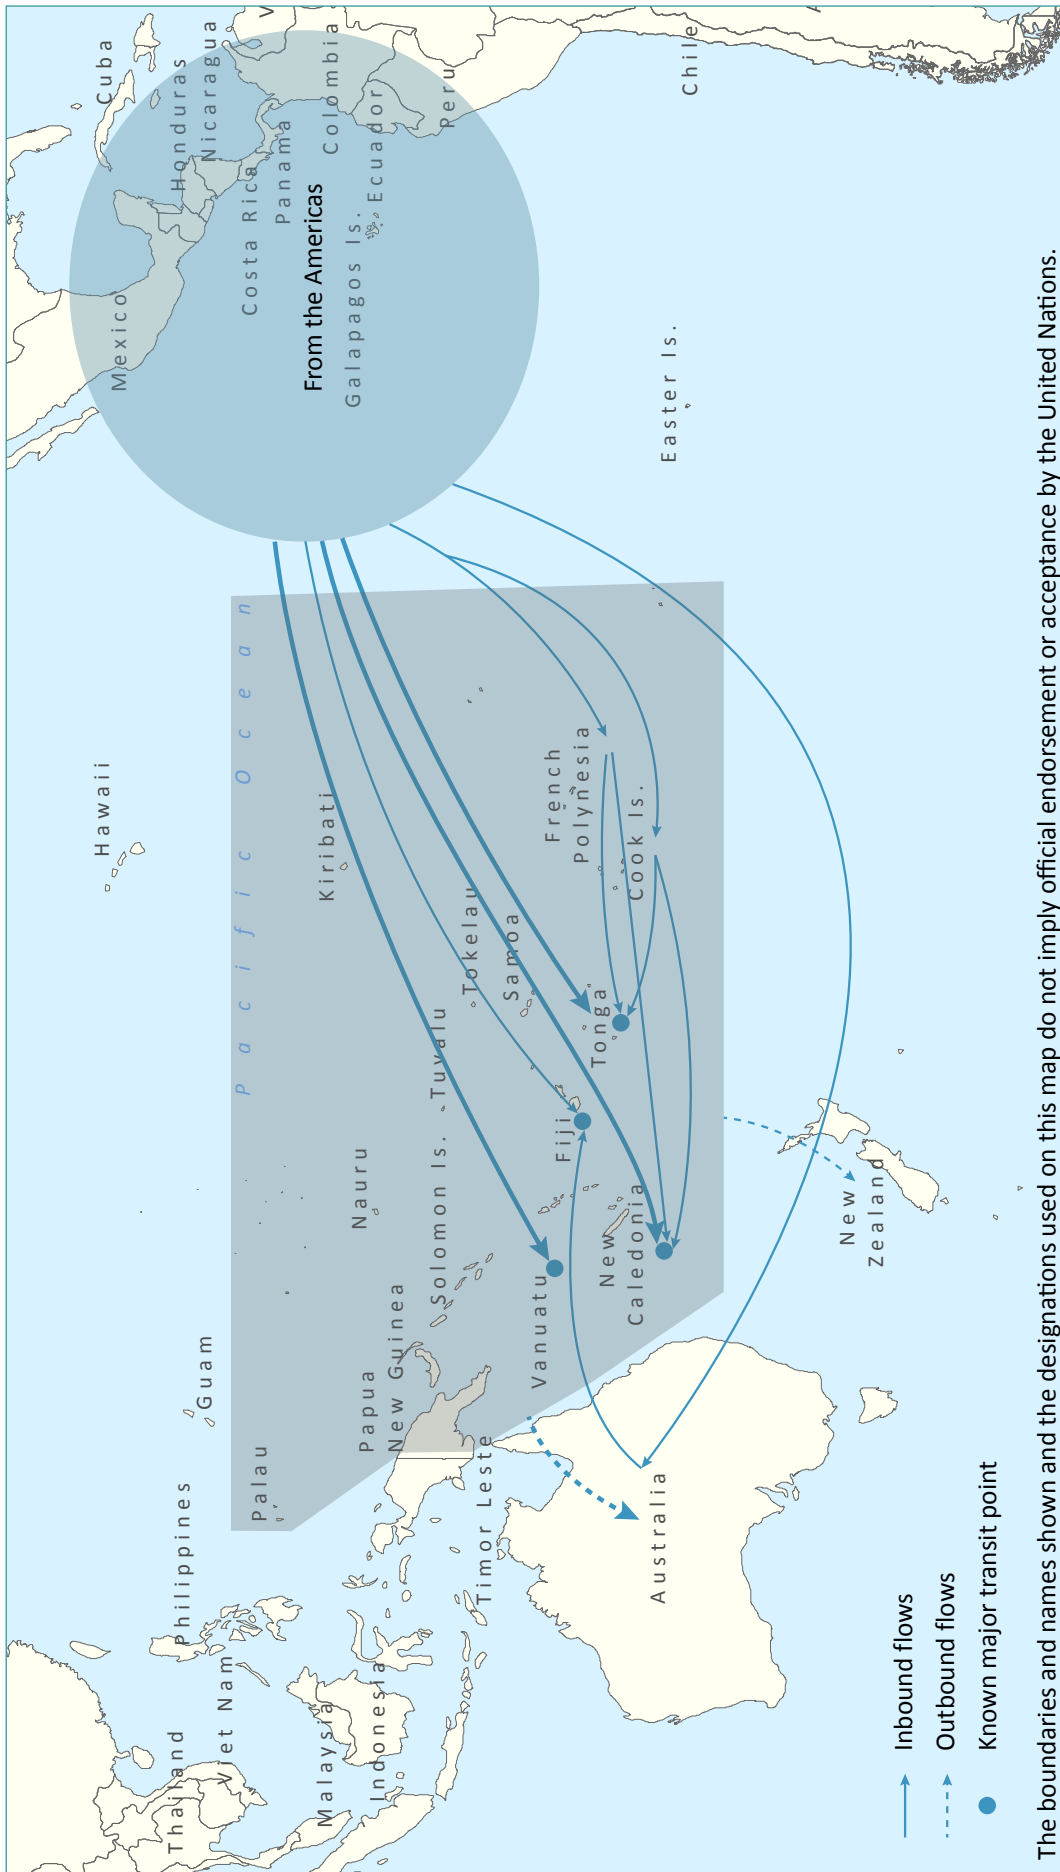 Cuba
Honduras
Nicaragua
Mexico
Costa Rica
Panama
Colombia
V
From the Americas
Galapagos Is.
Ecuador
Peru
Chile
Easter Is.
Hawaii
Pacific Ocean
Kiribati
Philippines
Guam
Palau
Nauru
Thailand
Viet Nam
Malaysia
Indonesia
Papua
New Guinea
Solomon Is.
Tuvalu
Tokelau
Samoa
Timor Leste
Vanuatu
Fiji
Tonga
French
Polynesia
Cook Is.
New
Caledonia
Australia
New
Zealand
Inbound flows
Outbound flows
Known major transit point
The boundaries and names shown and the designations used on this map do not imply official endorsement or acceptance by the United Nations.